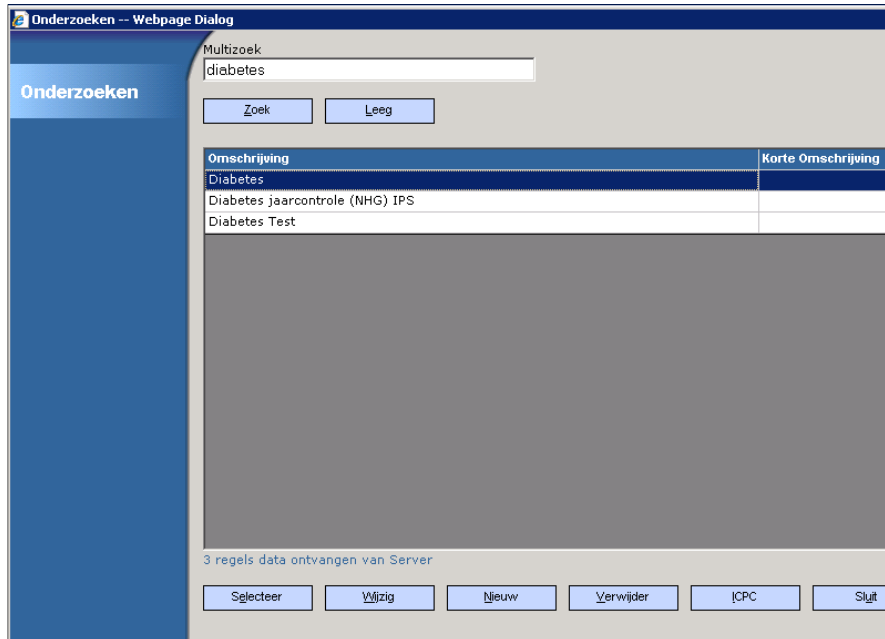 Onderzoeken -- Webpage Dialog
Onderzoeken
Multizoek
diabetes
Zoek Leeg
Omschrijving Korte Omschrijving
Diabetes
Diabetes jaarcontrole (NHG) IPS
Diabetes Test
3 regels data ontvangen van Server
Selecteer Wijzig Nieuw Verwijder ICPC Sluit